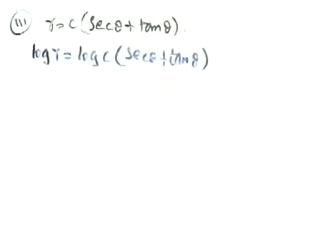 (iii) r = c (secθ + tanθ).
log r = log c (secθ + tanθ)